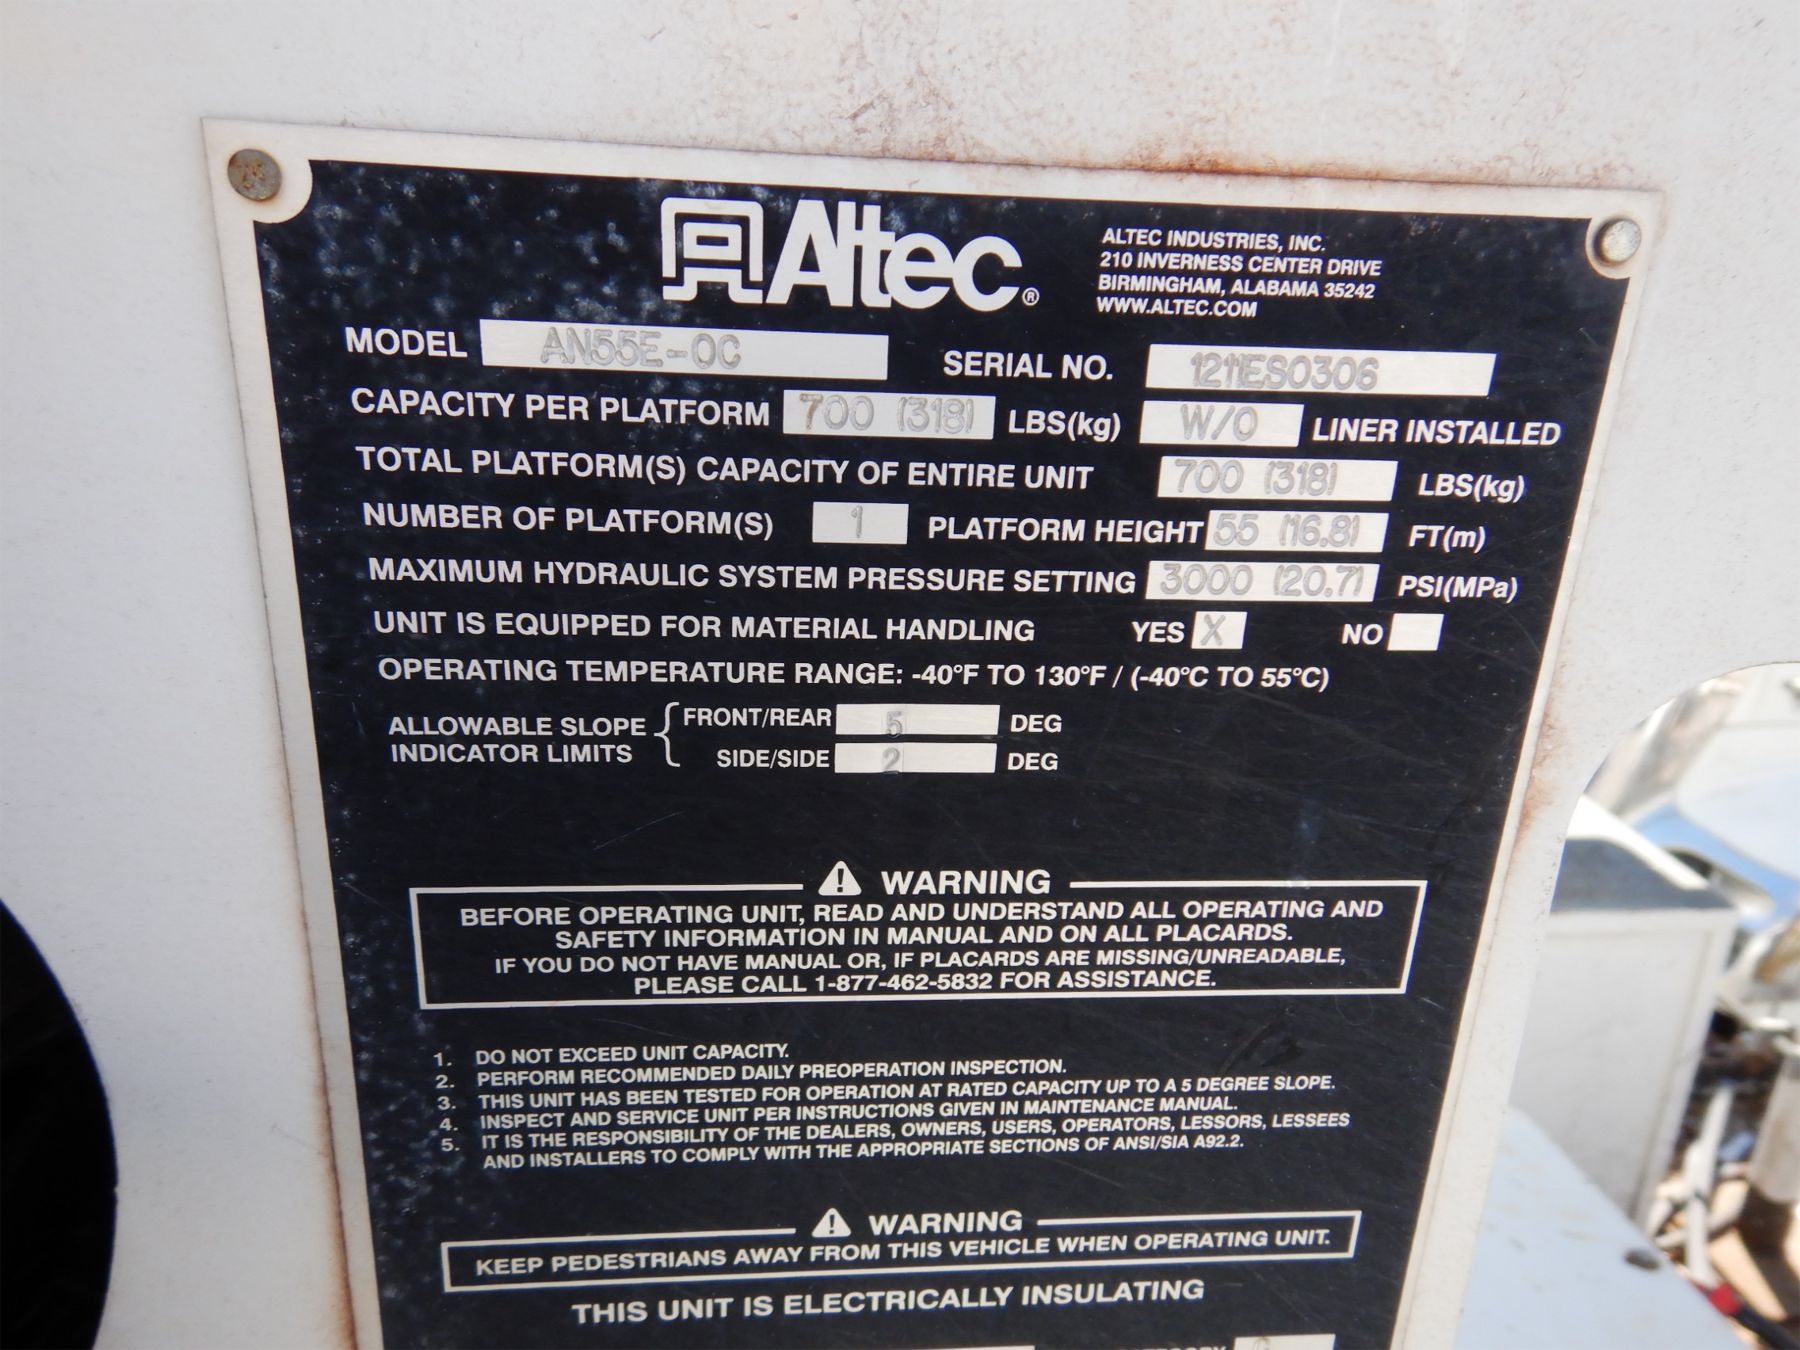 Altec®
ALTEC INDUSTRIES, INC.
210 INVERNESS CENTER DRIVE
BIRMINGHAM, ALABAMA 35242
WWW.ALTEC.COM
MODEL AN55E-OC SERIAL NO. 1211ES0306
CAPACITY PER PLATFORM 700 (318) LBS(kg) W/O LINER INSTALLED
TOTAL PLATFORM(S) CAPACITY OF ENTIRE UNIT 700 (318) LBS(kg)
NUMBER OF PLATFORM(S) 1 PLATFORM HEIGHT 55 (16.8) FT(m)
MAXIMUM HYDRAULIC SYSTEM PRESSURE SETTING 3000 (20.7) PSI(MPa)
UNIT IS EQUIPPED FOR MATERIAL HANDLING YES X NO
OPERATING TEMPERATURE RANGE: -40°F TO 130°F / (-40°C TO 55°C)
ALLOWABLE SLOPE INDICATOR LIMITS { FRONT/REAR 5 DEG
SIDE/SIDE 2 DEG
⚠ WARNING
BEFORE OPERATING UNIT, READ AND UNDERSTAND ALL OPERATING AND
SAFETY INFORMATION IN MANUAL AND ON ALL PLACARDS.
IF YOU DO NOT HAVE MANUAL OR, IF PLACARDS ARE MISSING/UNREADABLE,
PLEASE CALL 1-877-462-5832 FOR ASSISTANCE.
1. DO NOT EXCEED UNIT CAPACITY.
2. PERFORM RECOMMENDED DAILY PREOPERATION INSPECTION.
3. THIS UNIT HAS BEEN TESTED FOR OPERATION AT RATED CAPACITY UP TO A 5 DEGREE SLOPE.
4. INSPECT AND SERVICE UNIT PER INSTRUCTIONS GIVEN IN MAINTENANCE MANUAL.
5. IT IS THE RESPONSIBILITY OF THE DEALERS, OWNERS, USERS, OPERATORS, LESSORS, LESSEES
AND INSTALLERS TO COMPLY WITH THE APPROPRIATE SECTIONS OF ANSI/SIA A92.2.
⚠ WARNING
KEEP PEDESTRIANS AWAY FROM THIS VEHICLE WHEN OPERATING UNIT.
THIS UNIT IS ELECTRICALLY INSULATING